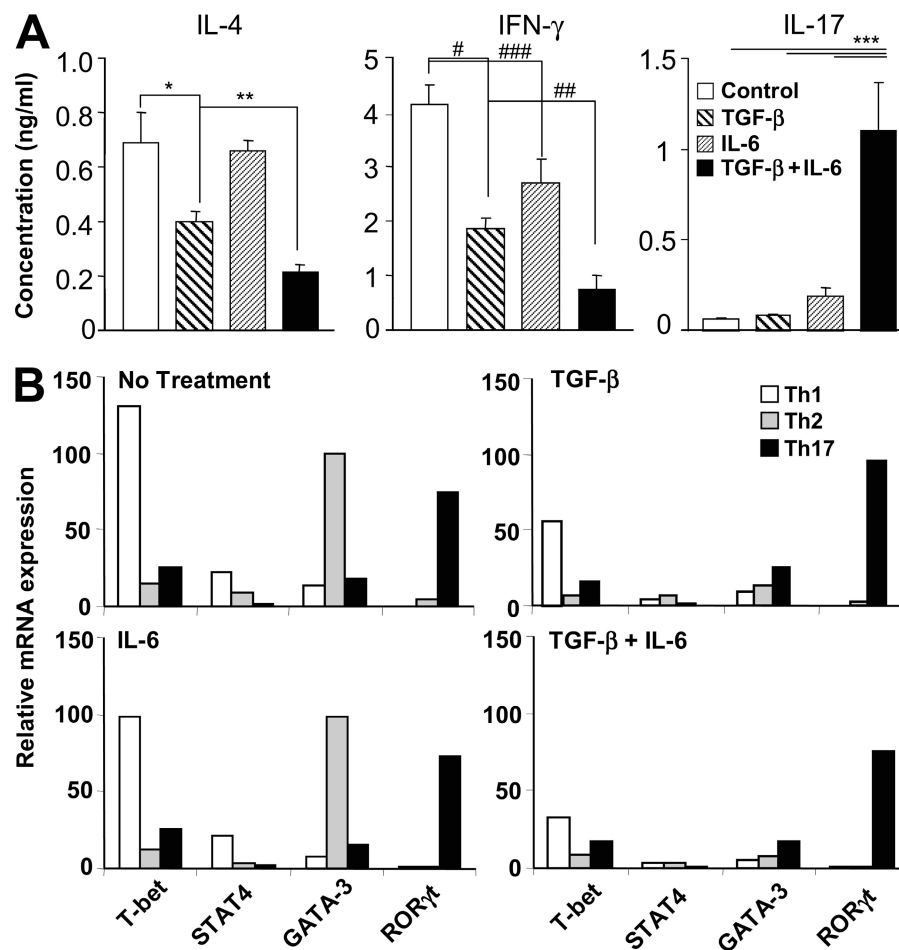 A
IL-4
IFN-γ
IL-17
Concentration (ng/ml)
1.0
0.8
0.6
0.4
0.2
0
*
**
5
4
3
2
1
0
#
###
##
1.5
1
0.5
0
***
Control
TGF-β
IL-6
TGF-β + IL-6
B
Relative mRNA expression
No Treatment
150
100
50
0
TGF-β
150
100
50
0
Th1
Th2
Th17
IL-6
150
100
50
0
T-bet
STAT4
GATA-3
RORγt
TGF-β + IL-6
150
100
50
0
T-bet
STAT4
GATA-3
RORγt